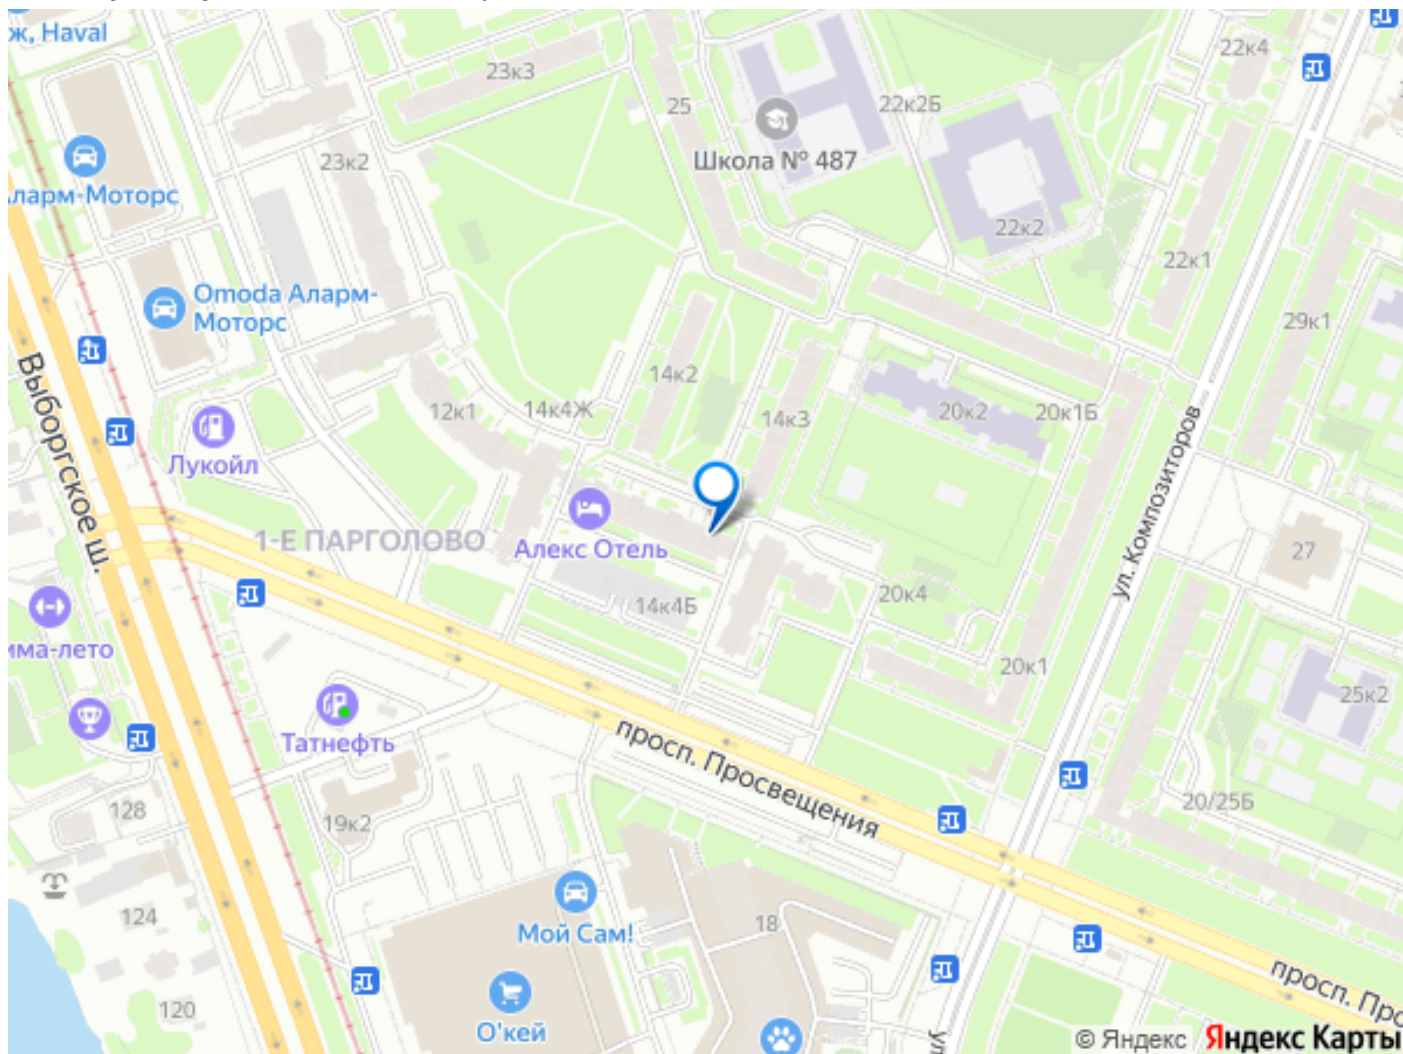 ж, Haval
23к3
25
22к2Б
22к4
Школа № 487
23к2
Аларм-Моторс
22к2
22к1
Omoda Аларм-
Моторс
29к1
Выборгское ш.
14к2
12к1
14к4Ж
14к3
20к2
20к1Б
ул. Композиторов
Лукойл
1-Е ПАРГОЛОВО
Алекс Отель
27
14к4Б
20к4
има-лето
20к1
25к2
Татнефть
просп. Просвещения
128
19к2
20/25Б
124
Мой Сам!
18
120
О'кей
просп. Про
ул
© Яндекс Яндекс Карты